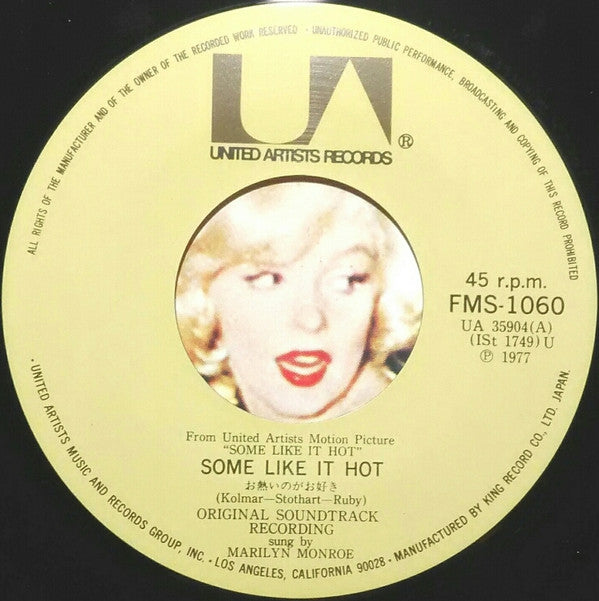 ALL RIGHTS OF THE MANUFACTURER AND OF THE OWNER OF THE RECORDED WORK RESERVED · UNAUTHORIZED PUBLIC PERFORMANCE, BROADCASTING AND COPYING OF THIS RECORD PROHIBITED
UA
®
UNITED ARTISTS RECORDS
45 r.p.m.
FMS-1060
UA 35904(A)
(ISt 1749) U
℗ 1977
From United Artists Motion Picture
"SOME LIKE IT HOT"
SOME LIKE IT HOT
お熱いのがお好き
(Kolmar—Stothart—Ruby)
ORIGINAL SOUNDTRACK
RECORDING
sung by
MARILYN MONROE
· UNITED ARTISTS MUSIC AND RECORDS GROUP, INC. · LOS ANGELES, CALIFORNIA 90028 · MANUFACTURED BY KING RECORD CO., LTD. JAPAN.